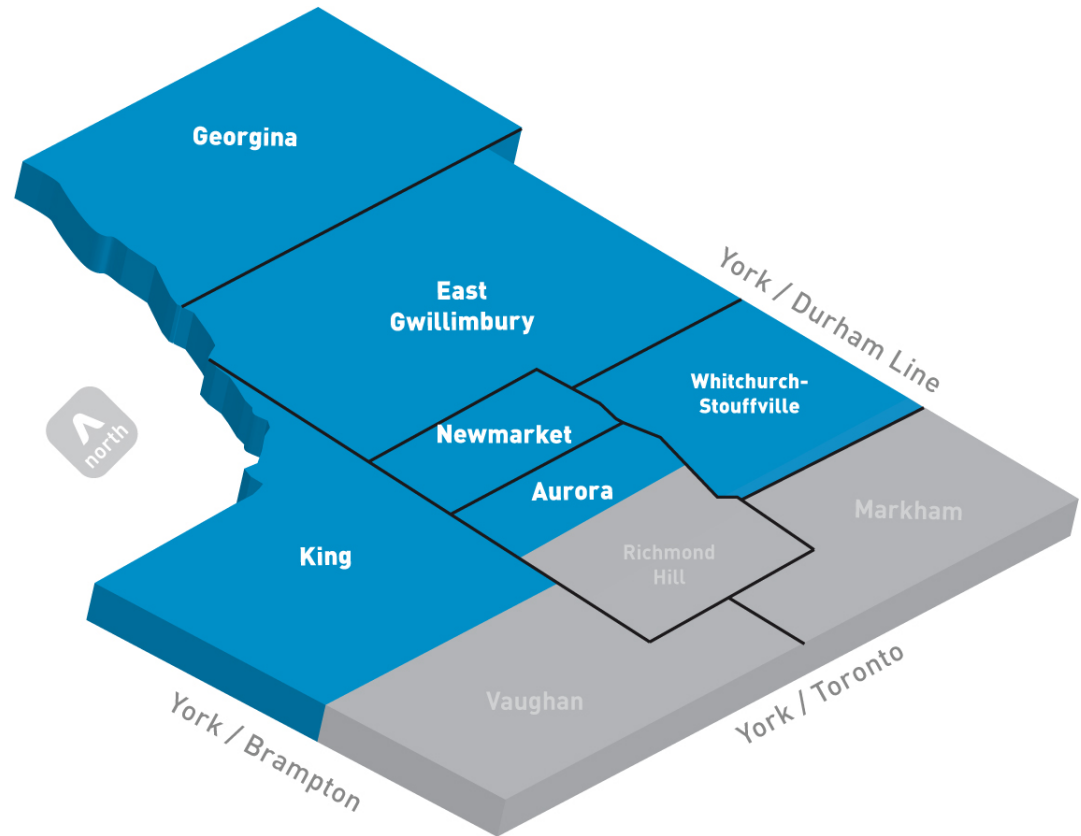 Georgina
East
Gwillimbury
York / Durham Line
Whitchurch-
Stouffville
north
Newmarket
Aurora
Markham
King
Richmond
Hill
Vaughan
York / Toronto
York / Brampton